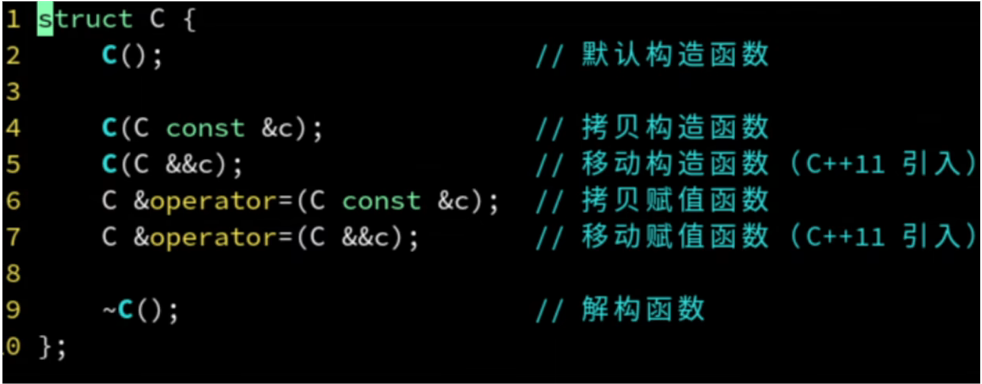 1 struct C {
2     C();                        // 默认构造函数
3
4     C(C const &c);              // 拷贝构造函数
5     C(C &&c);                   // 移动构造函数（C++11 引入）
6     C &operator=(C const &c);   // 拷贝赋值函数
7     C &operator=(C &&c);        // 移动赋值函数（C++11 引入）
8
9     ~C();                       // 解构函数
0 };